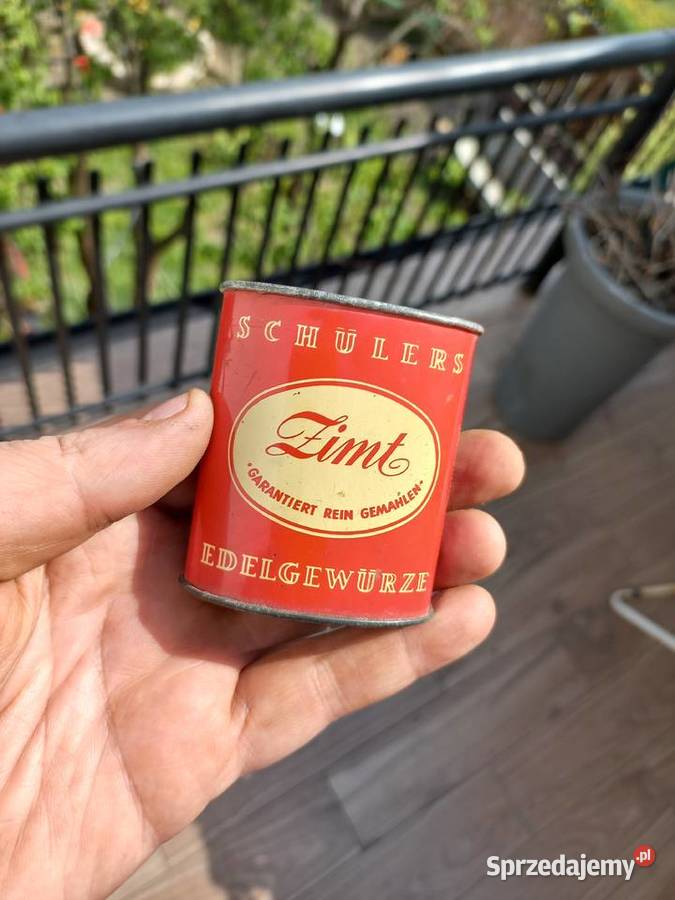 SCHÜLERS
Zimt
·GARANTIERT REIN GEMAHLEN·
EDELGEWÜRZE
Sprzedajemy.pl